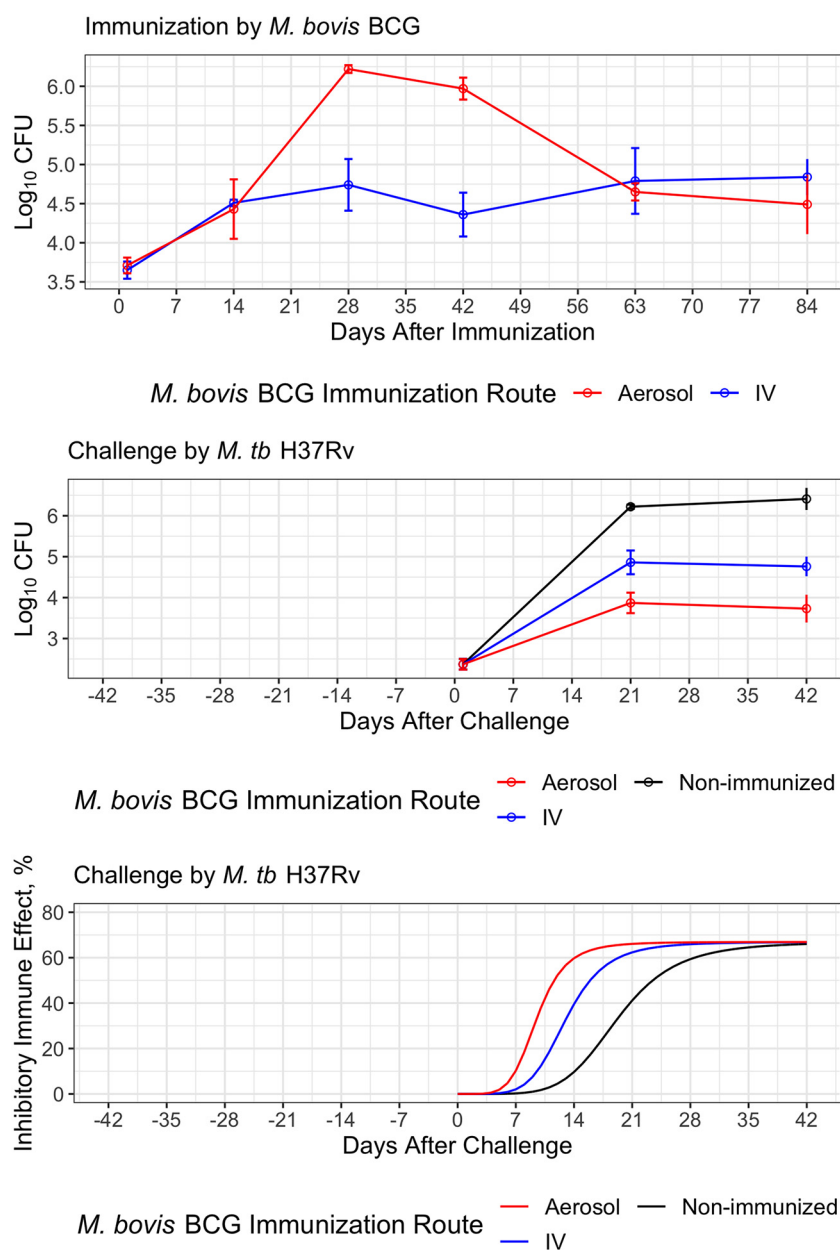 Immunization by M. bovis BCG
Log10 CFU
6.0
5.5
5.0
4.5
4.0
3.5
0 7 14 21 28 35 42 49 56 63 70 77 84
Days After Immunization
M. bovis BCG Immunization Route Aerosol IV
Challenge by M. tb H37Rv
Log10 CFU
6
5
4
3
-42 -35 -28 -21 -14 -7 0 7 14 21 28 35 42
Days After Challenge
M. bovis BCG Immunization Route Aerosol Non-immunized
IV
Challenge by M. tb H37Rv
Inhibitory Immune Effect, %
80
60
40
20
0
-42 -35 -28 -21 -14 -7 0 7 14 21 28 35 42
Days After Challenge
M. bovis BCG Immunization Route Aerosol Non-immunized
IV